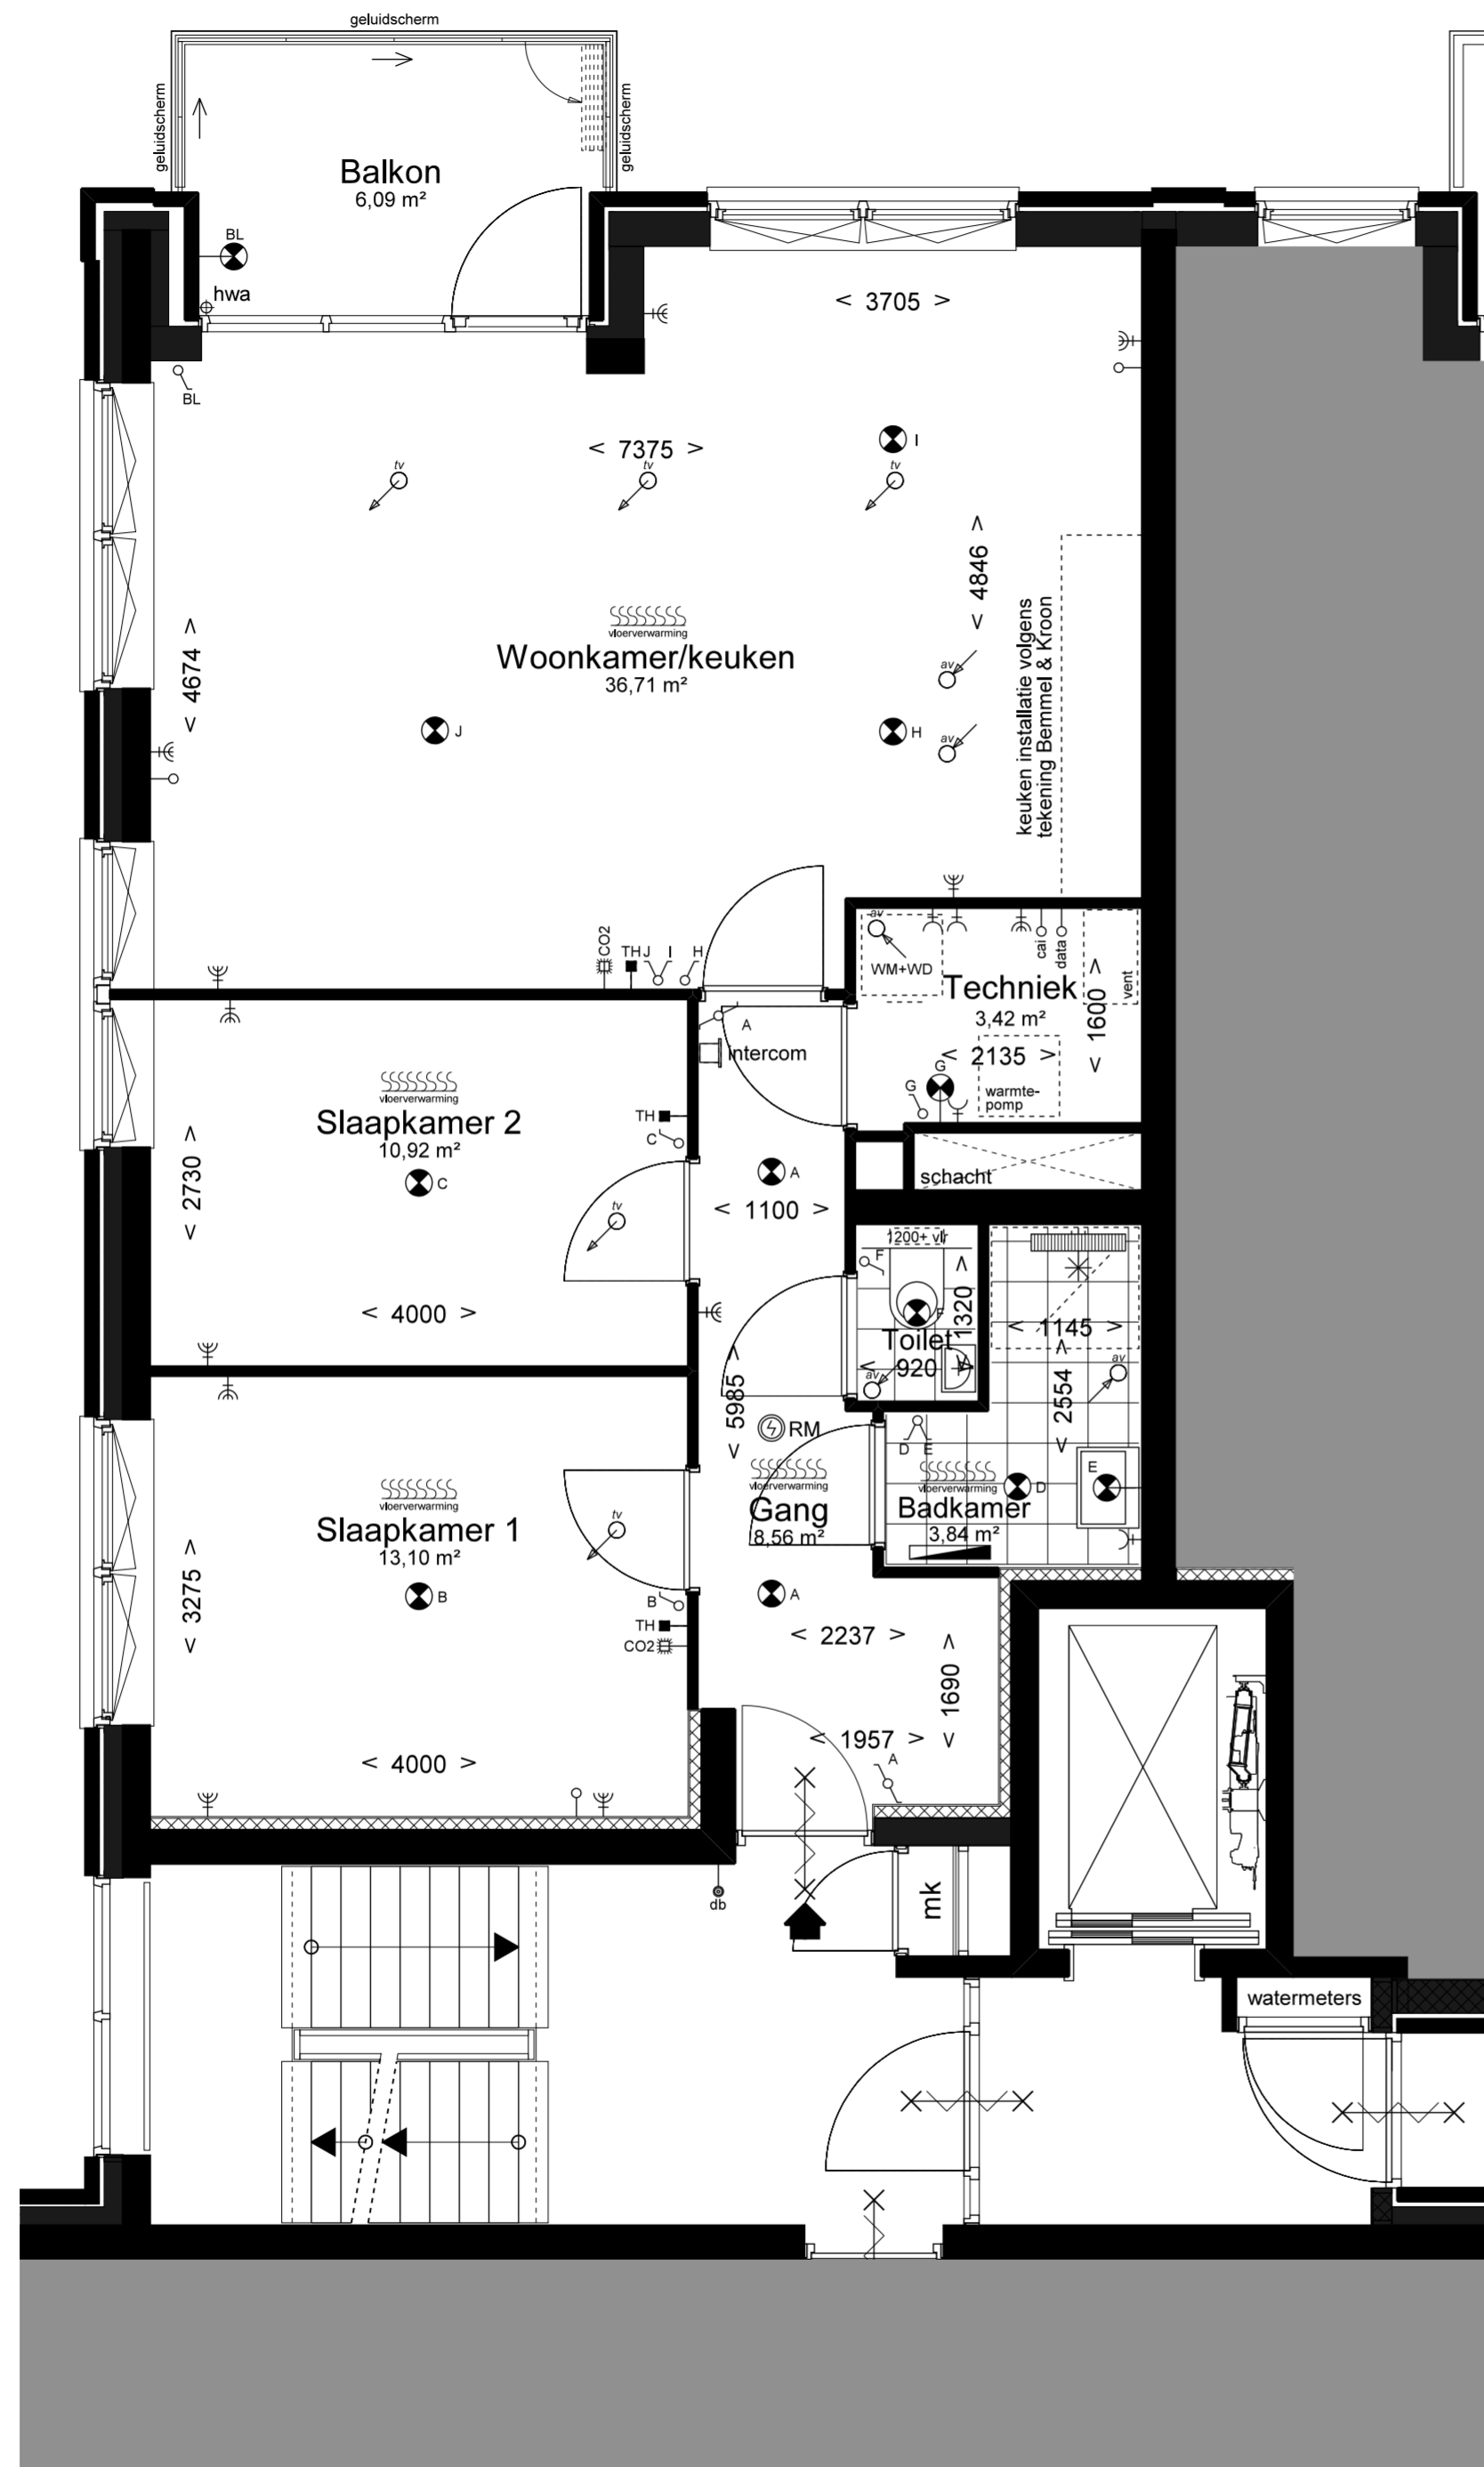 geluidscherm
geluidscherm
geluidscherm
Balkon
6,09 m²
BL
hwa
BL
< 3705 >
I
< 7375 >
tv
tv
tv
< 4846 >
keuken installatie volgens
tekening Bemmel & Kroon
vloerverwarming
Woonkamer/keuken
36,71 m²
< 4674 >
av
av
J
H
CO2
TH
J
I
H
av
WM+WD
cai
data
vent
Techniek
3,42 m²
< 1600 >
< 2135 >
G
G
warmte-
pomp
schacht
A
intercom
vloerverwarming
Slaapkamer 2
10,92 m²
C
TH
C
tv
< 2730 >
< 4000 >
A
< 1100 >
1200+ vlr
F
F
< 1320 >
Toilet
< 920 >
av
< 1145 >
< 2554 >
av
< 5985 >
RM
D
E
vloerverwarming
Gang
8,56 m²
vloerverwarming
Badkamer
3,84 m²
D
E
vloerverwarming
Slaapkamer 1
13,10 m²
B
tv
B
TH
CO2
< 3275 >
< 4000 >
A
< 2237 >
< 1690 >
< 1957 >
A
db
mk
watermeters